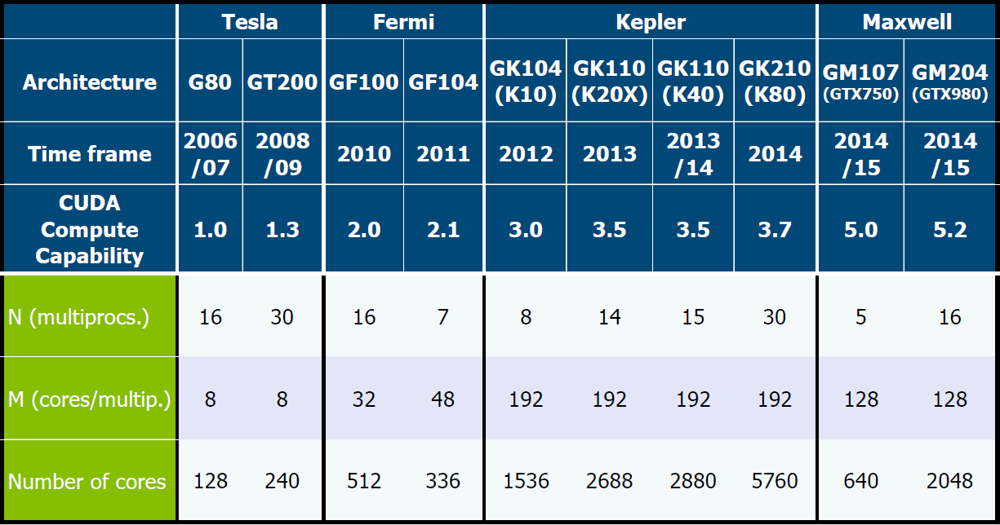 Tesla Fermi Kepler Maxwell
Architecture G80 GT200 GF100 GF104 GK104 (K10) GK110 (K20X) GK110 (K40) GK210 (K80) GM107 (GTX750) GM204 (GTX980)
Time frame 2006 /07 2008 /09 2010 2011 2012 2013 2013 /14 2014 2014 /15 2014 /15
CUDA Compute Capability 1.0 1.3 2.0 2.1 3.0 3.5 3.5 3.7 5.0 5.2
N (multiprocs.) 16 30 16 7 8 14 15 30 5 16
M (cores/multip.) 8 8 32 48 192 192 192 192 128 128
Number of cores 128 240 512 336 1536 2688 2880 5760 640 2048